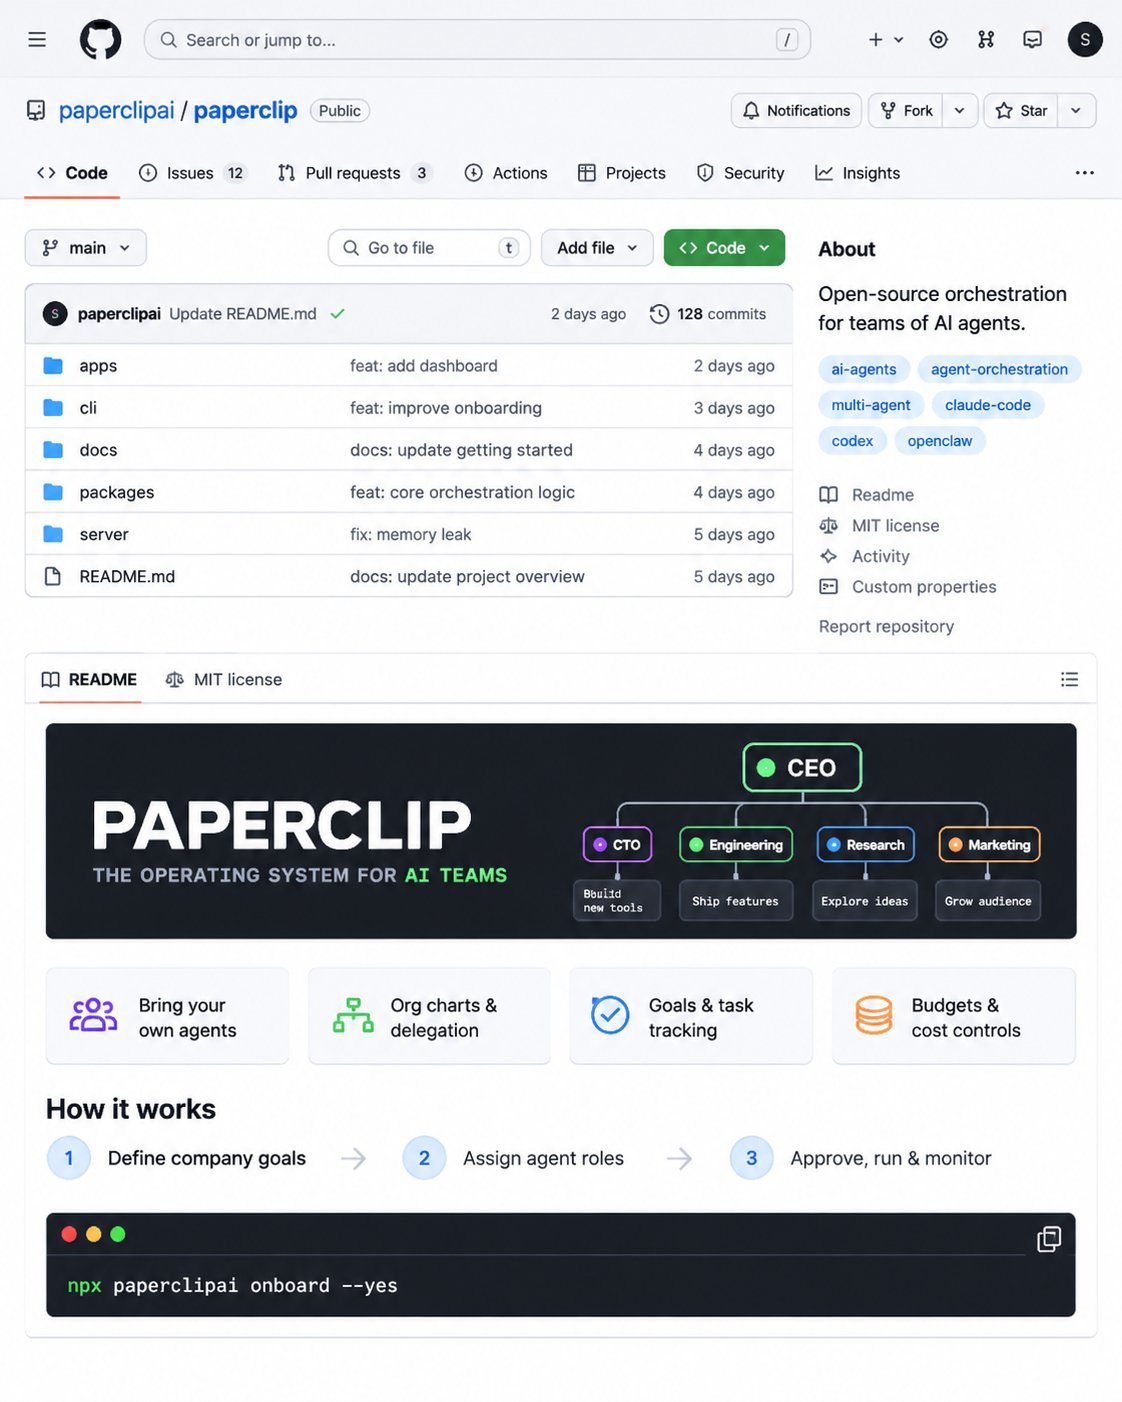 Search or jump to... /
S
paperclipai / paperclip Public
Notifications Fork Star
Code Issues 12 Pull requests 3 Actions Projects Security Insights
main Go to file t Add file Code
S paperclipai Update README.md 2 days ago 128 commits
apps feat: add dashboard 2 days ago
cli feat: improve onboarding 3 days ago
docs docs: update getting started 4 days ago
packages feat: core orchestration logic 4 days ago
server fix: memory leak 5 days ago
README.md docs: update project overview 5 days ago
About
Open-source orchestration
for teams of AI agents.
ai-agents agent-orchestration
multi-agent claude-code
codex openclaw
Readme
MIT license
Activity
Custom properties
Report repository
README MIT license
PAPERCLIP
THE OPERATING SYSTEM FOR AI TEAMS
CEO
CTO Engineering Research Marketing
Bbuild
new tools
Ship features
Explore ideas
Grow audience
Bring your
own agents
Org charts &
delegation
Goals & task
tracking
Budgets &
cost controls
How it works
1 Define company goals 2 Assign agent roles 3 Approve, run & monitor
npx paperclipai onboard --yes